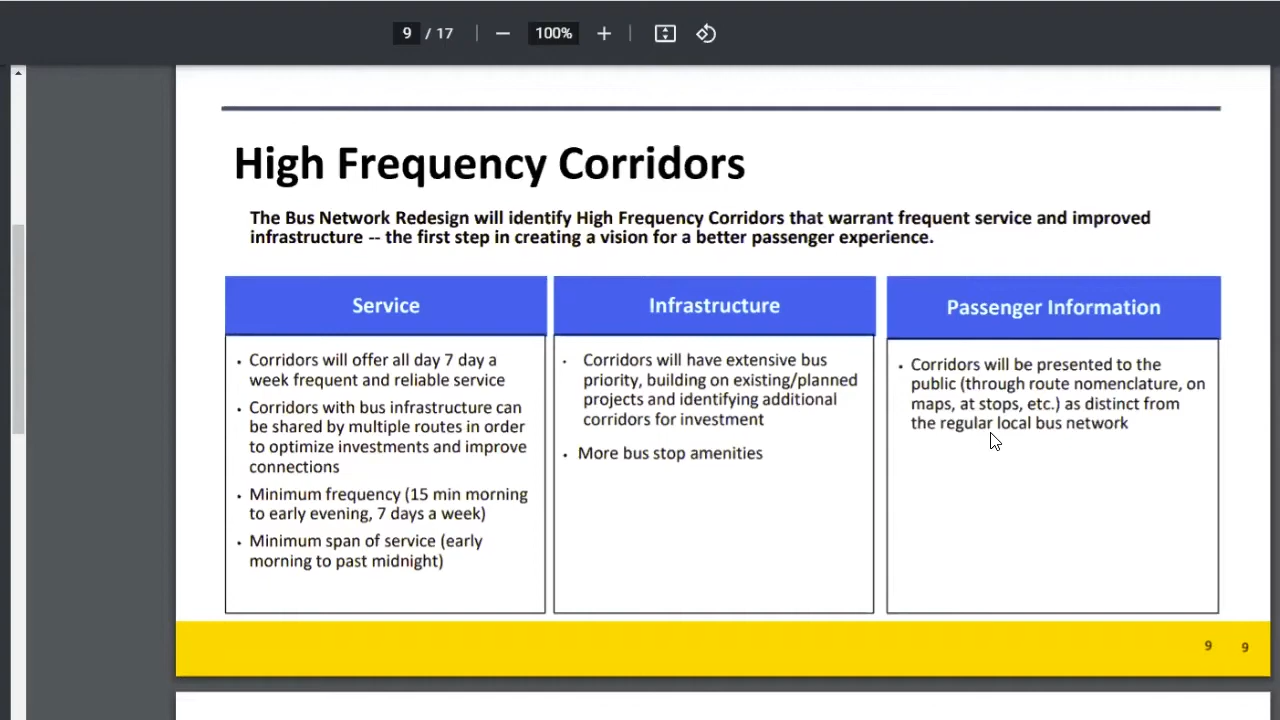 9 / 17 100%
High Frequency Corridors
The Bus Network Redesign will identify High Frequency Corridors that warrant frequent service and improved
infrastructure -- the first step in creating a vision for a better passenger experience.
Service
• Corridors will offer all day 7 day a
week frequent and reliable service
• Corridors with bus infrastructure can
be shared by multiple routes in order
to optimize investments and improve
connections
• Minimum frequency (15 min morning
to early evening, 7 days a week)
• Minimum span of service (early
morning to past midnight)
Infrastructure
• Corridors will have extensive bus
priority, building on existing/planned
projects and identifying additional
corridors for investment
• More bus stop amenities
Passenger Information
• Corridors will be presented to the
public (through route nomenclature, on
maps, at stops, etc.) as distinct from
the regular local bus network
9 9